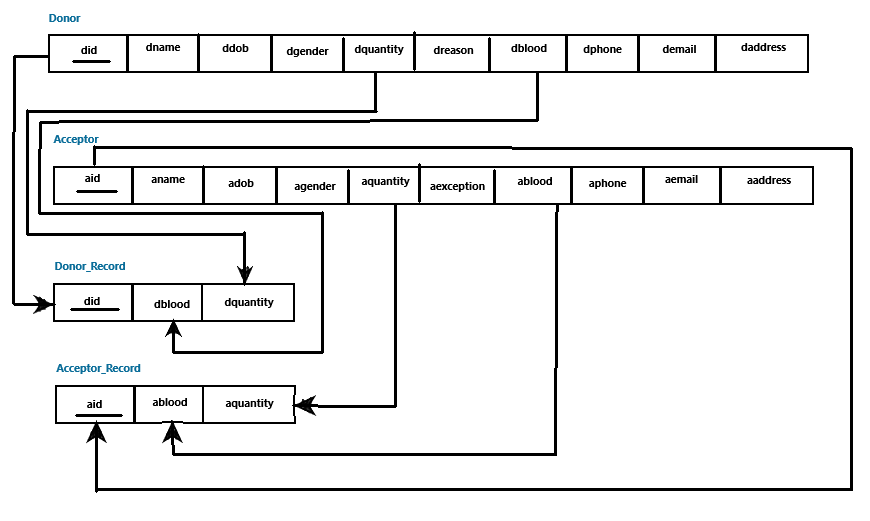 Donor
did dname ddob dgender dquantity dreason dblood dphone demail daddress
Acceptor
aid aname adob agender aquantity aexception ablood aphone aemail aaddress
Donor_Record
did dblood dquantity
Acceptor_Record
aid ablood aquantity